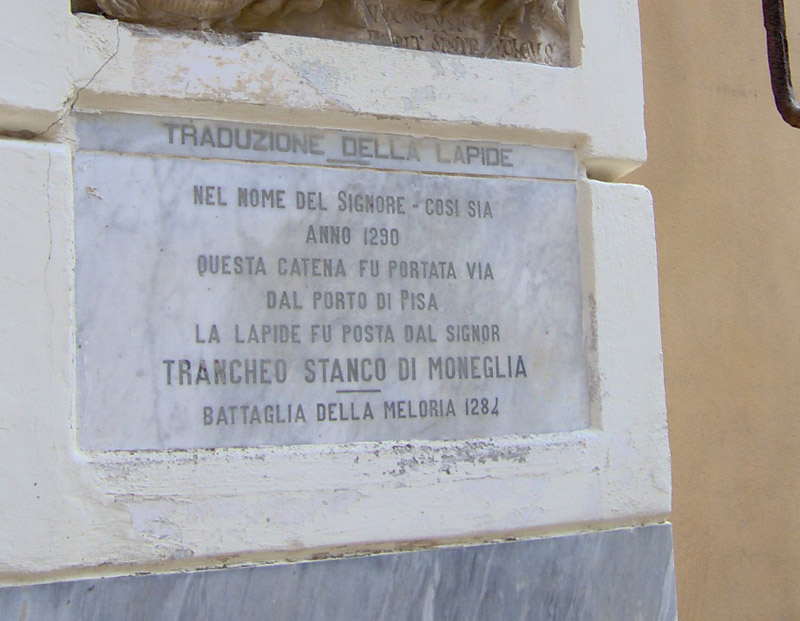 TRADUZIONE DELLA LAPIDE
NEL NOME DEL SIGNORE - COSI SIA
ANNO 1290
QUESTA CATENA FU PORTATA VIA
DAL PORTO DI PISA
LA LAPIDE FU POSTA DAL SIGNOR
TRANCHEO STANCO DI MONEGLIA
BATTAGLIA DELLA MELORIA 1284